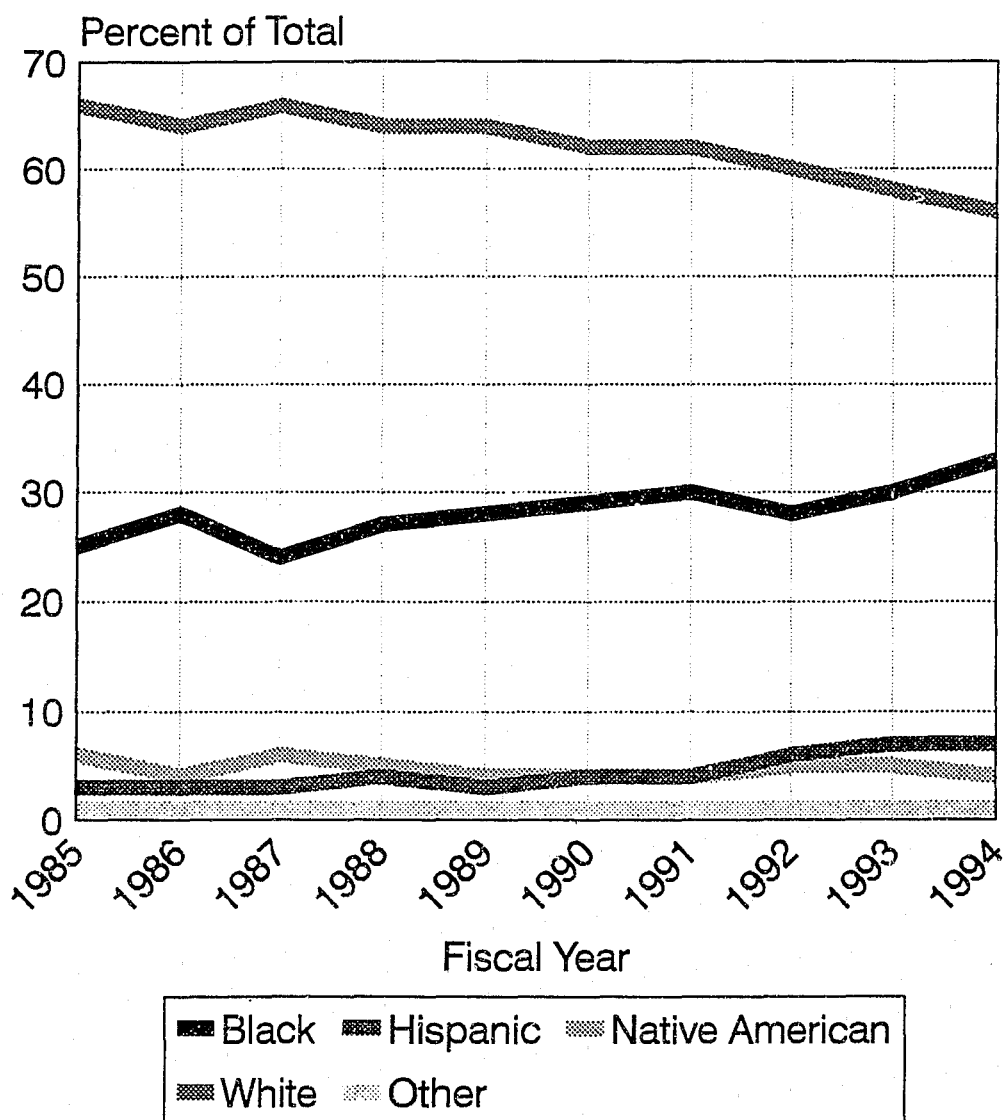 Percent of Total
70
60
50
40
30
20
10
0
1985 1986 1987 1988 1989 1990 1991 1992 1993 1994
Fiscal Year
Black Hispanic Native American
White Other